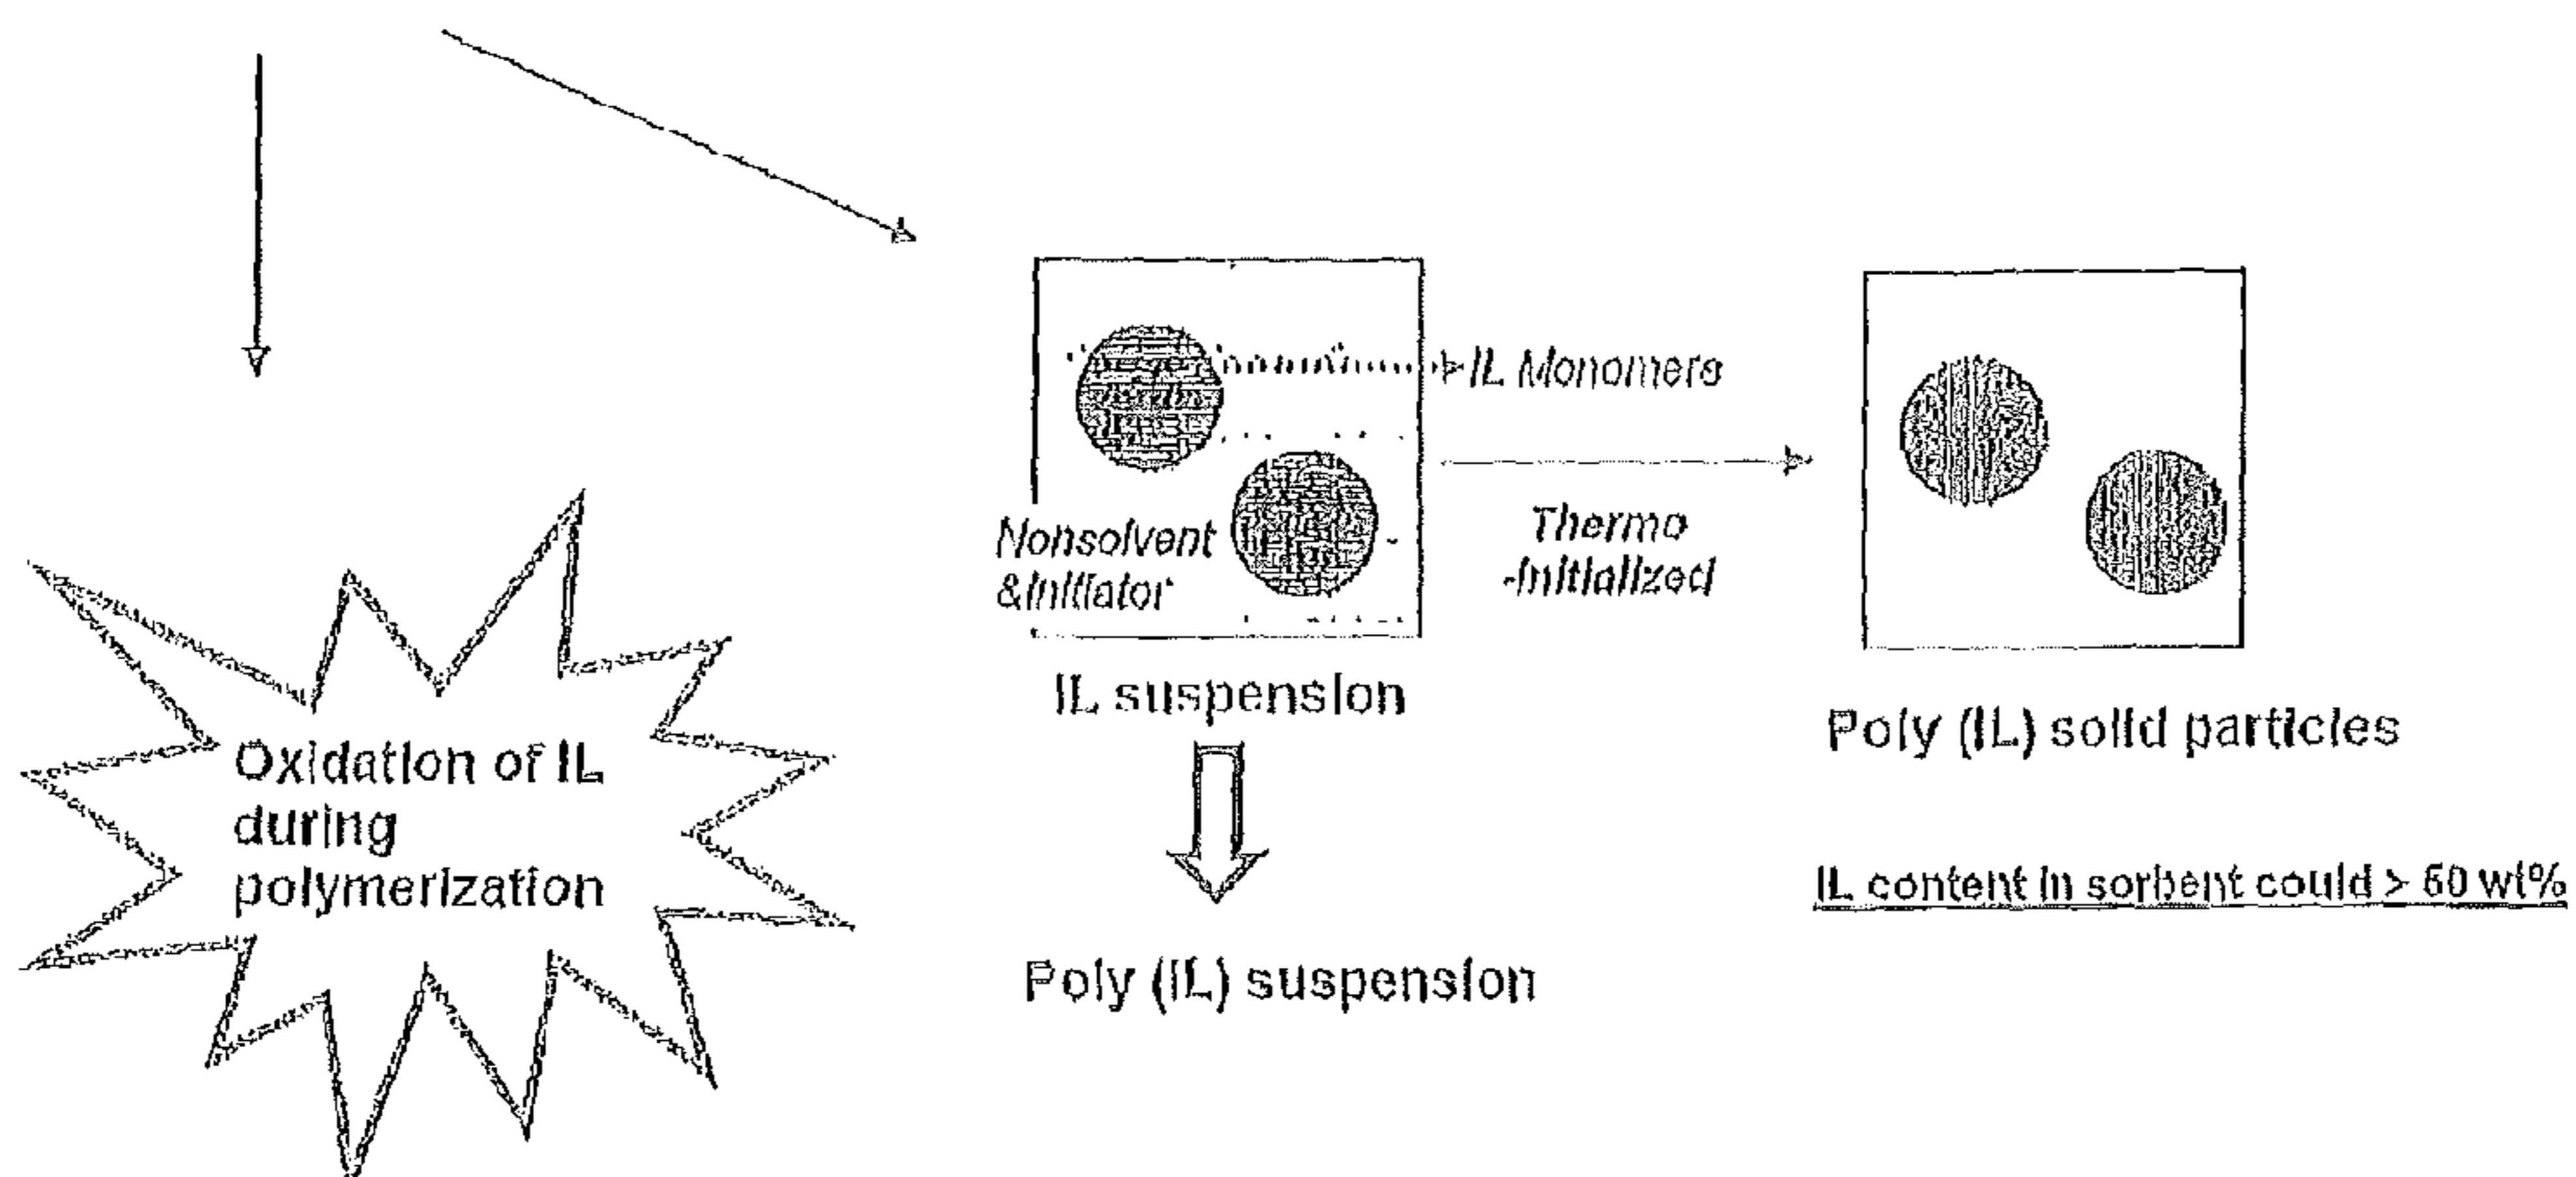 IL Monomers
Nonsolvent
&Initiator
Thermo
-Initialized
IL suspension
Poly (IL) solid particles
Oxidation of IL
during
polymerization
IL content in sorbent could > 60 wt%
Poly (IL) suspension